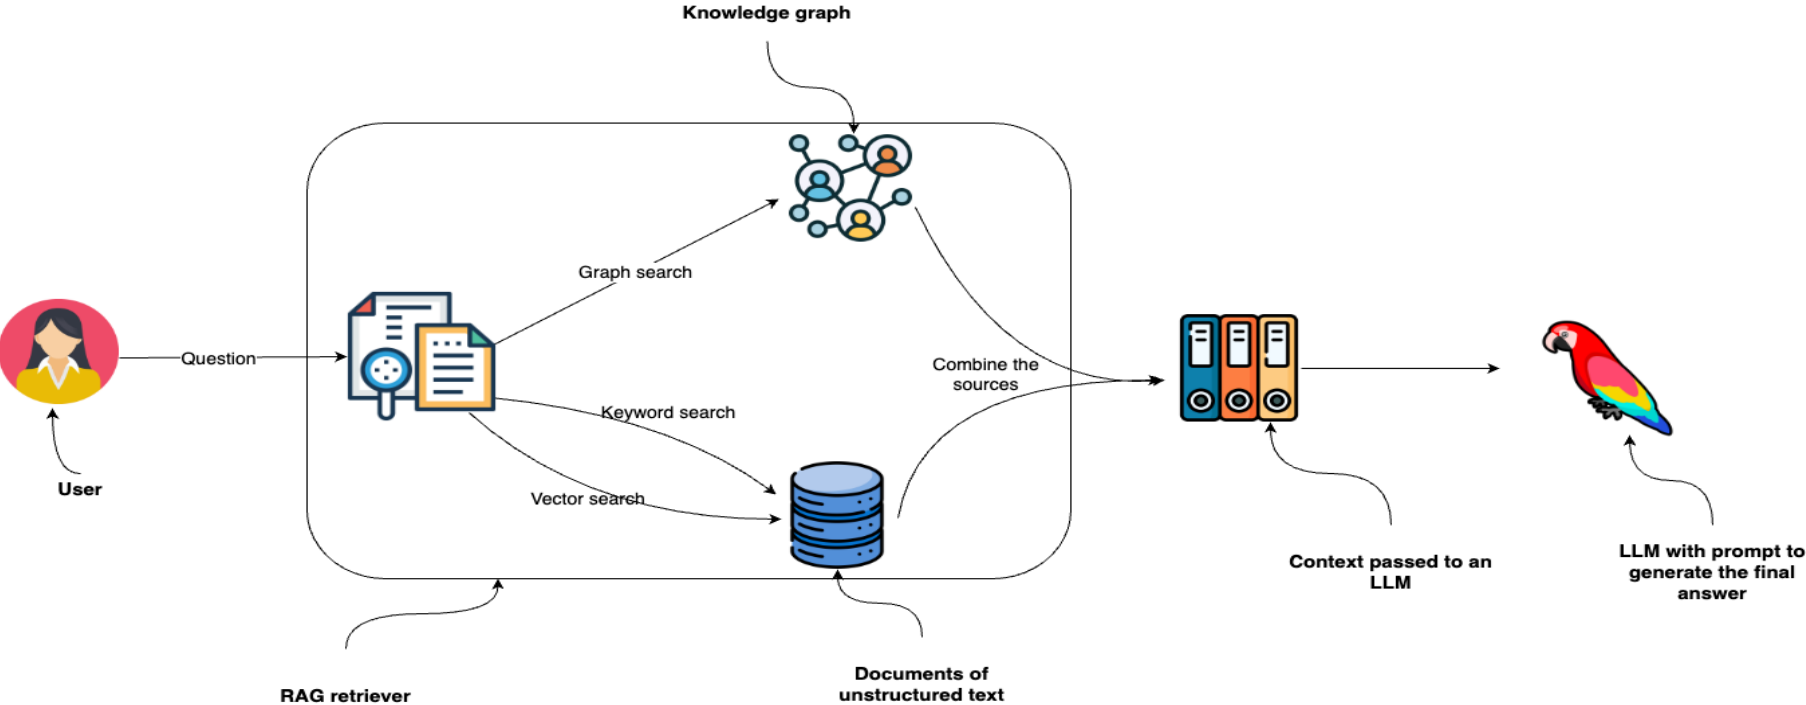 Knowledge graph
Graph search
Question
Combine the
sources
Keyword search
Vector search
User
Context passed to an
LLM
LLM with prompt to
generate the final
answer
RAG retriever
Documents of
unstructured text